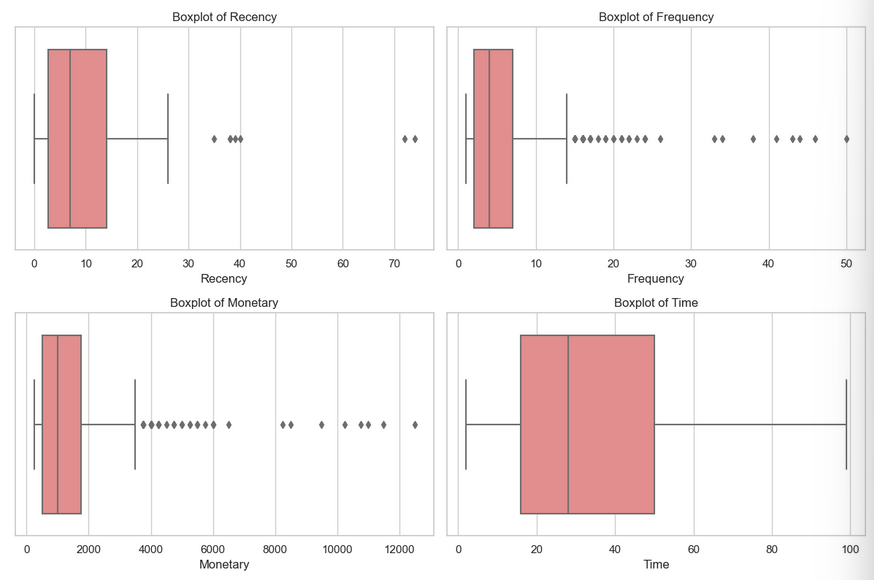 Boxplot of Recency
0 10 20 30 40 50 60 70
Recency
Boxplot of Frequency
0 10 20 30 40 50
Frequency
Boxplot of Monetary
0 2000 4000 6000 8000 10000 12000
Monetary
Boxplot of Time
0 20 40 60 80 100
Time